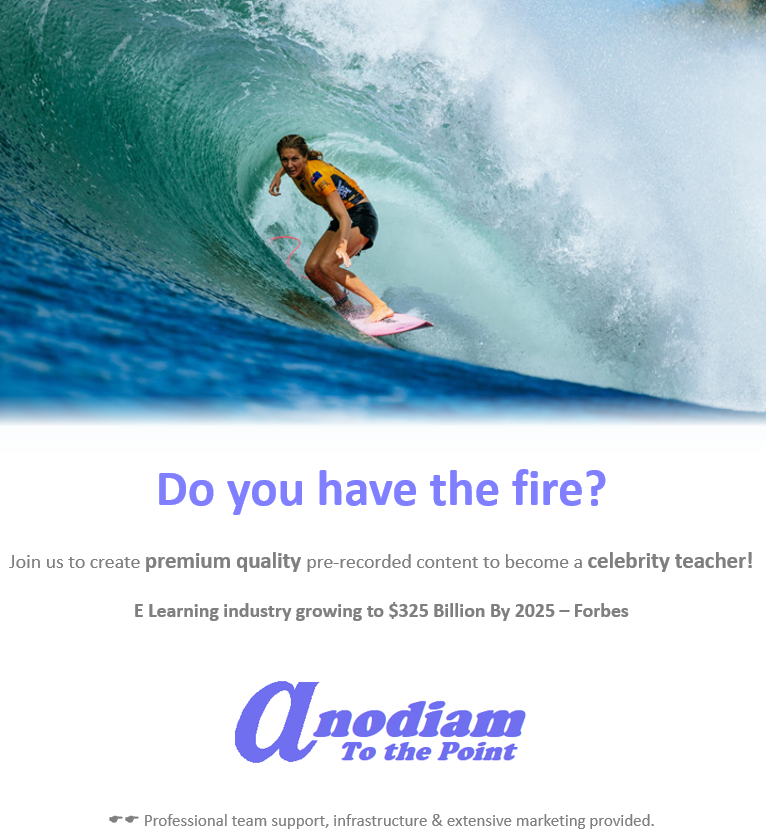 Do you have the fire?
Join us to create premium quality pre-recorded content to become a celebrity teacher!
E Learning industry growing to $325 Billion By 2025 – Forbes
anodiam
To the Point
☛☛ Professional team support, infrastructure & extensive marketing provided.